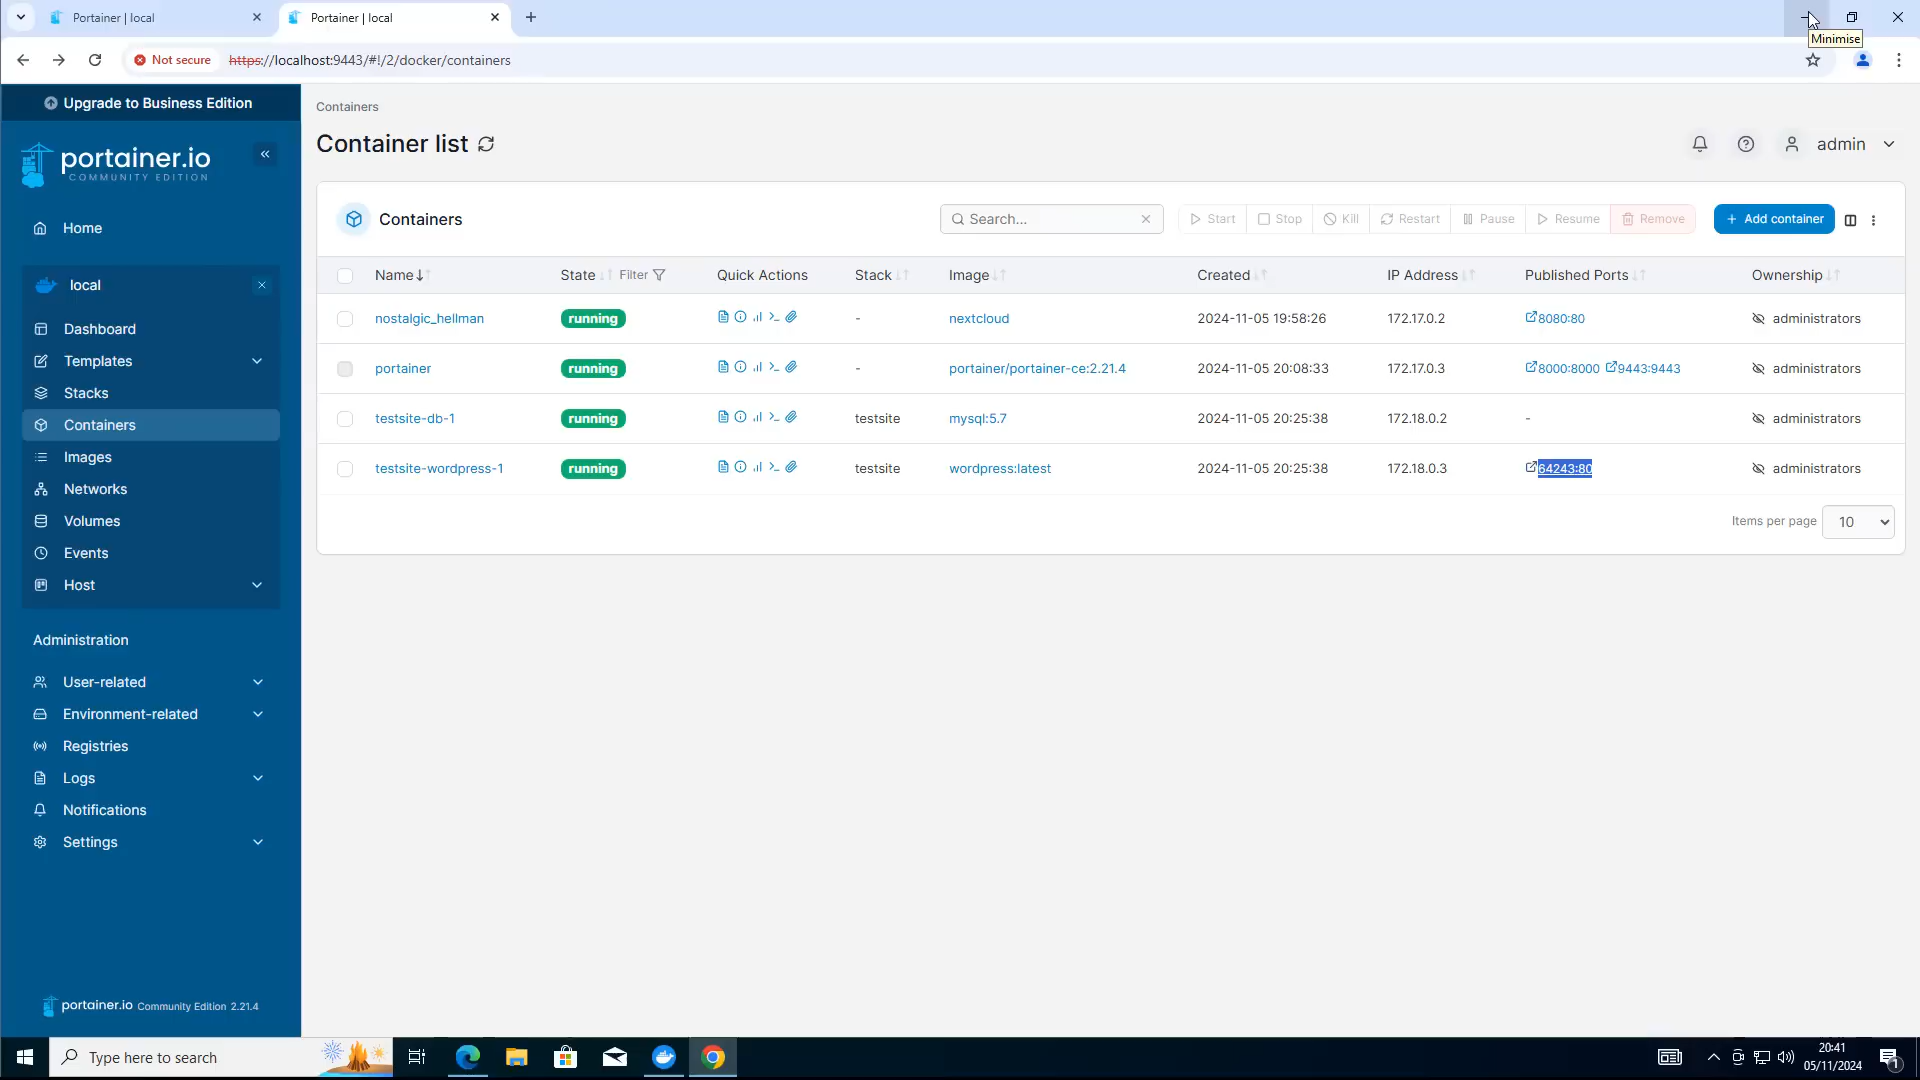 Portainer | local
Portainer | local
Minimise
Not secure
https://localhost:9443/#!/2/docker/containers
Upgrade to Business Edition
portainer.io
COMMUNITY EDITION
Home
local
Dashboard
Templates
Stacks
Containers
Images
Networks
Volumes
Events
Host
Administration
User-related
Environment-related
Registries
Logs
Notifications
Settings
portainer.io Community Edition 2.21.4
Containers
Container list
admin
Containers
Search...
Start
Stop
Kill
Restart
Pause
Resume
Remove
+ Add container
Name State Filter Quick Actions Stack Image Created IP Address Published Ports Ownership
nostalgic_hellman running - nextcloud 2024-11-05 19:58:26 172.17.0.2 8080:80 administrators
portainer running - portainer/portainer-ce:2.21.4 2024-11-05 20:08:33 172.17.0.3 8000:8000 9443:9443 administrators
testsite-db-1 running testsite mysql:5.7 2024-11-05 20:25:38 172.18.0.2 - administrators
testsite-wordpress-1 running testsite wordpress:latest 2024-11-05 20:25:38 172.18.0.3 64243:80 administrators
Items per page 10
Type here to search
20:41
05/11/2024
1